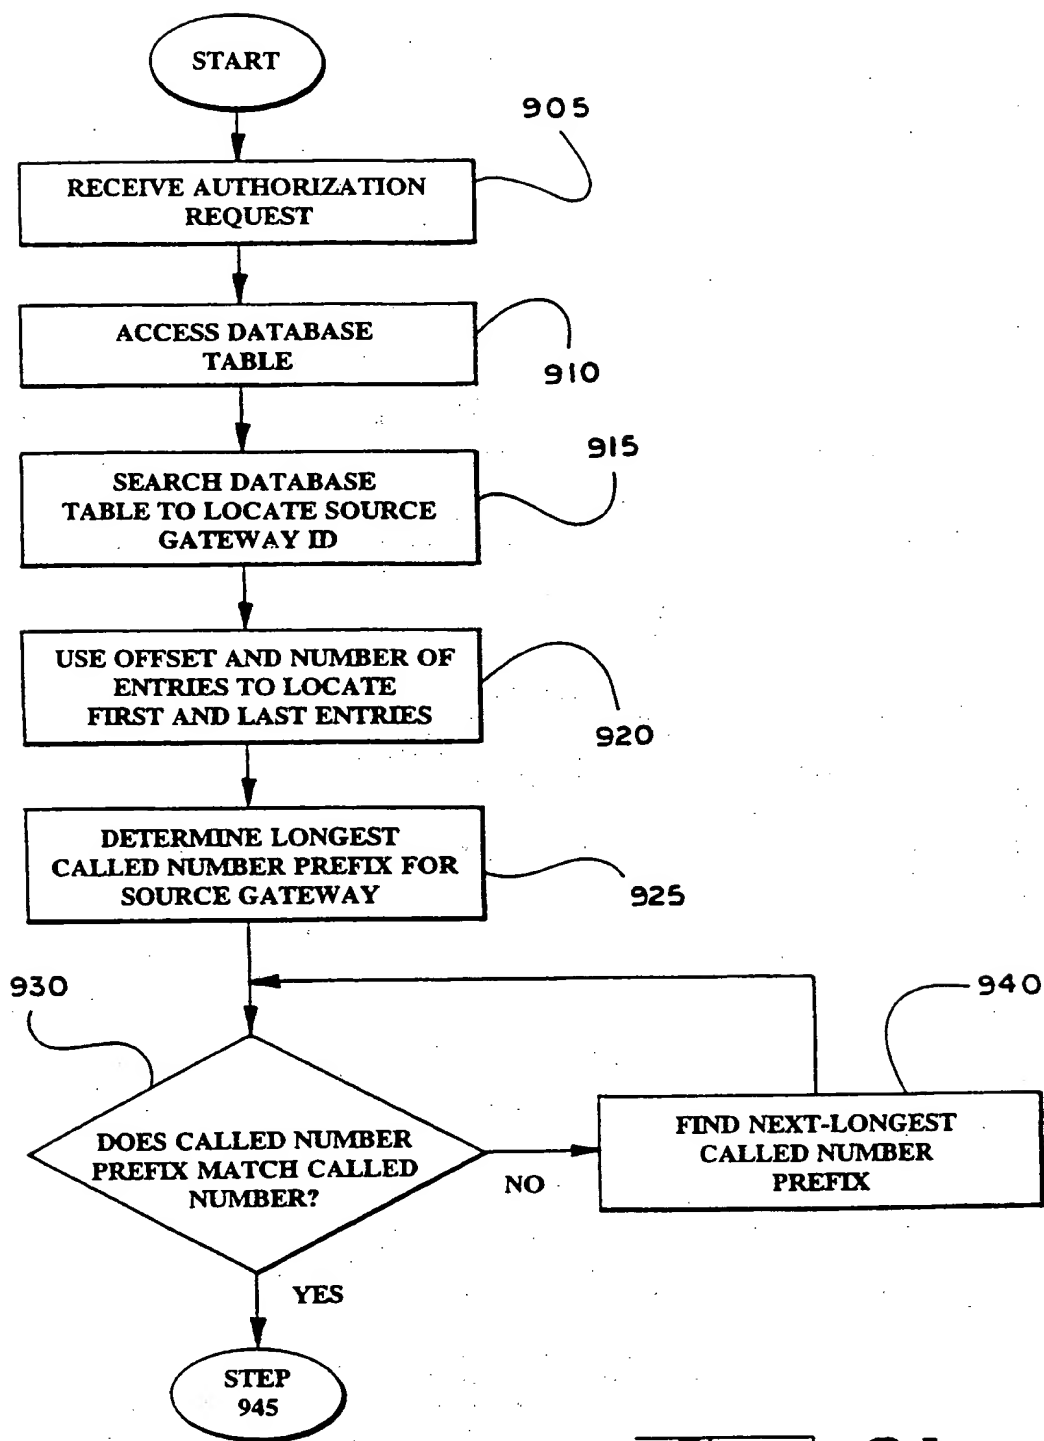 START
905
RECEIVE AUTHORIZATION
REQUEST
ACCESS DATABASE
TABLE
910
915
SEARCH DATABASE
TABLE TO LOCATE SOURCE
GATEWAY ID
USE OFFSET AND NUMBER OF
ENTRIES TO LOCATE
FIRST AND LAST ENTRIES
920
DETERMINE LONGEST
CALLED NUMBER PREFIX FOR
SOURCE GATEWAY
925
930
940
DOES CALLED NUMBER
PREFIX MATCH CALLED
NUMBER?
NO
FIND NEXT-LONGEST
CALLED NUMBER
PREFIX
YES
STEP
945